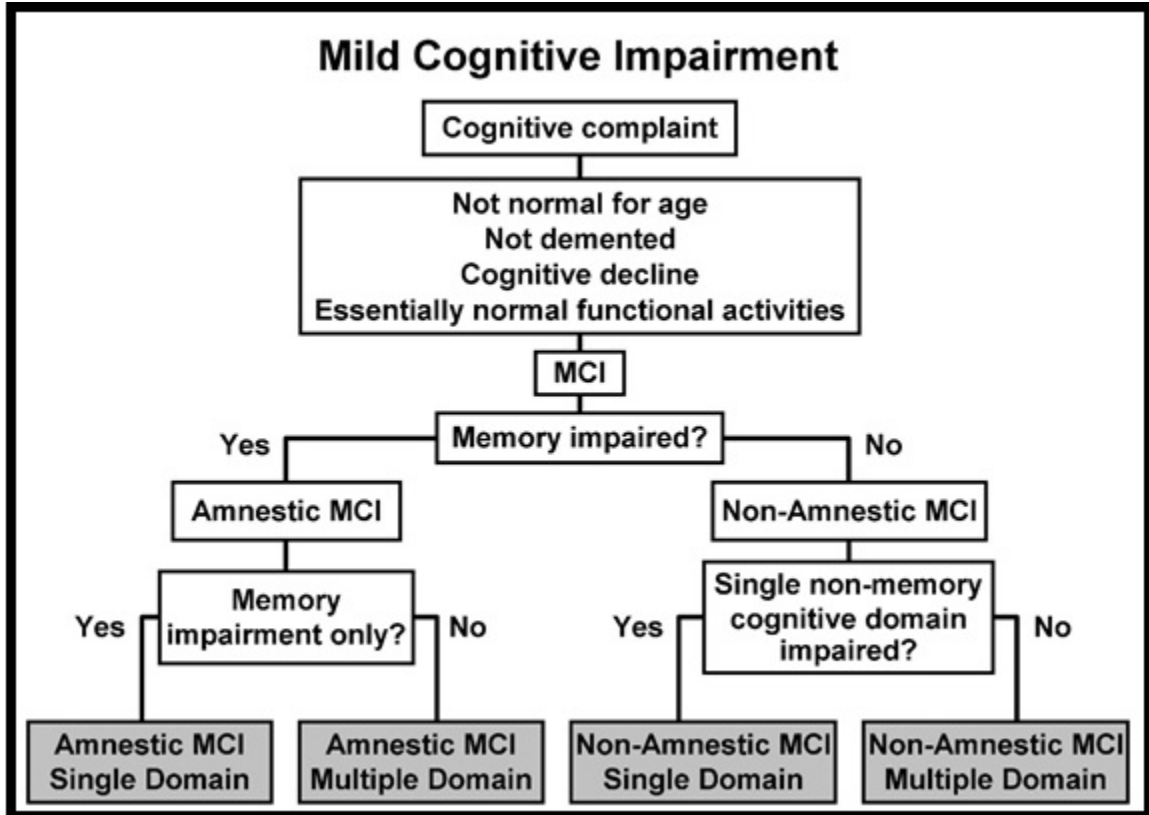 Mild Cognitive Impairment
Cognitive complaint
Not normal for age
Not demented
Cognitive decline
Essentially normal functional activities
MCI
Memory impaired?
Yes
No
Amnestic MCI
Non-Amnestic MCI
Memory
impairment only?
Yes
No
Single non-memory
cognitive domain
impaired?
Yes
No
Amnestic MCI
Single Domain
Amnestic MCI
Multiple Domain
Non-Amnestic MCI
Single Domain
Non-Amnestic MCI
Multiple Domain